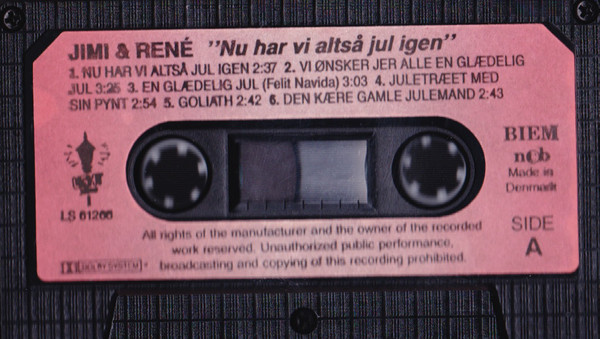 JIMI & RENÉ "Nu har vi altså jul igen"
1. NU HAR VI ALTSÅ JUL IGEN 2:37 2. VI ØNSKER JER ALLE EN GLÆDELIG
JUL 3:25 3. EN GLÆDELIG JUL (Felit Navida) 3:03 4. JULETRÆET MED
SIN PYNT 2:54 5. GOLIATH 2:42 6. DEN KÆRE GAMLE JULEMAND 2:43
BIEM
ncb
Made in
Denmark
LS 61266
SIDE
A
All rights of the manufacturer and the owner of the recorded
work reserved. Unauthorized public performance,
broadcasting and copying of this recording prohibited.
DOLBY SYSTEM